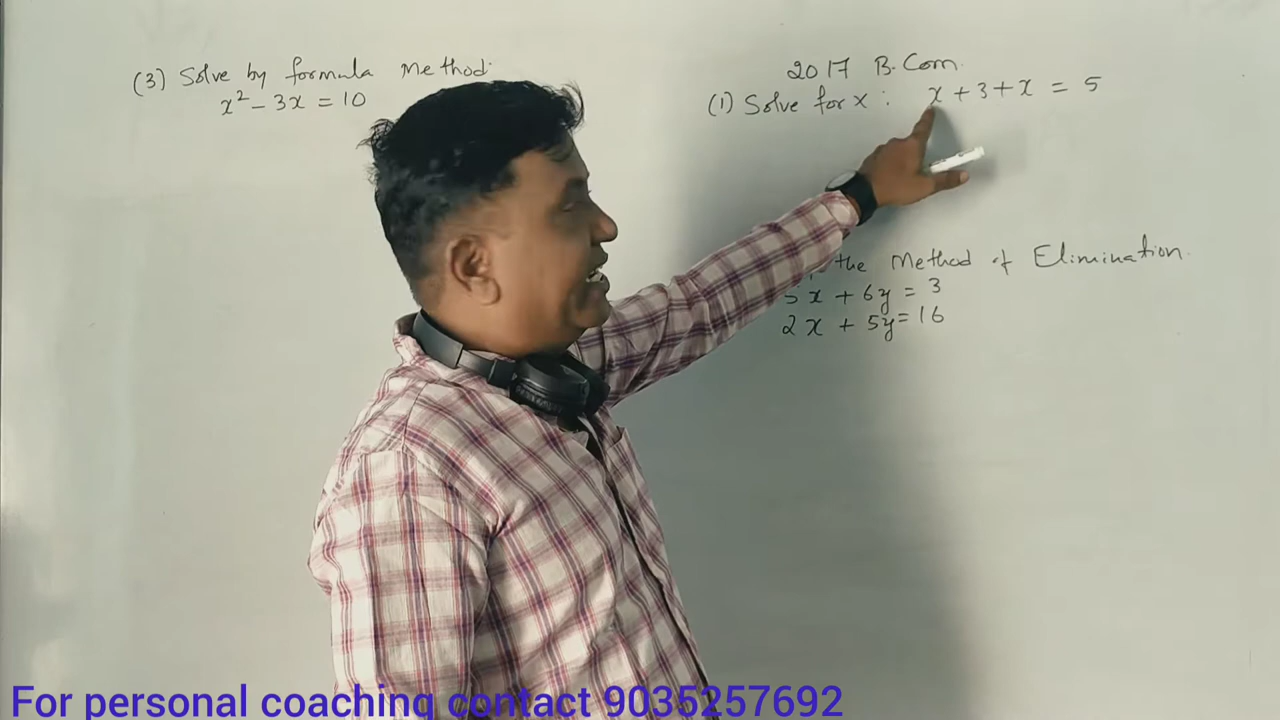 (3) Solve by formula Method:
x² - 3x = 10
2017 B.Com.
(1) Solve for x : x + 3 + x = 5
the Method of Elimination.
5x + 6y = 3
2x + 5y = 16
For personal coaching contact 9035257692